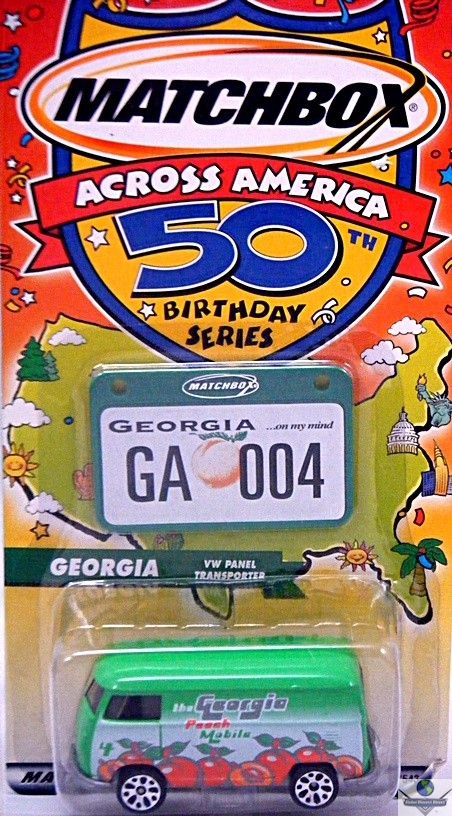 MATCHBOX®
ACROSS AMERICA
50TH
BIRTHDAY
SERIES
MATCHBOX
GEORGIA ...on my mind
GA 004
GEORGIA
VW PANEL
TRANSPORTER
the Georgia
Peach
Mobile
4
MA